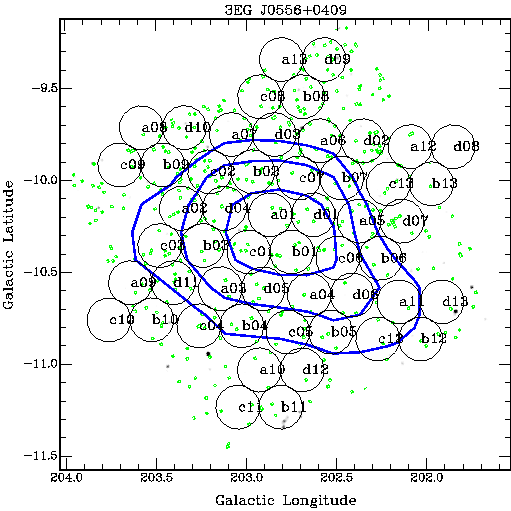 3EG J0556+0409
a13 d09
-9.5
c08 b08
a08 d10 a07 d03 a06 d02 a12 d08
c09 b09 c02 b02 c07 b07
-10.0
c13 b13
a02 d04 a01 d01 a05 d07
c03 b03 c01 b01 c06 b06
-10.5
a09 d11 a03 d05 a04 d06 a11 d13
c10 b10 c04 b04 c05 b05 c12 b12
-11.0
a10 d12
c11 b11
-11.5
204.0 203.5 203.0 202.5 202.0
Galactic Longitude
Galactic Latitude